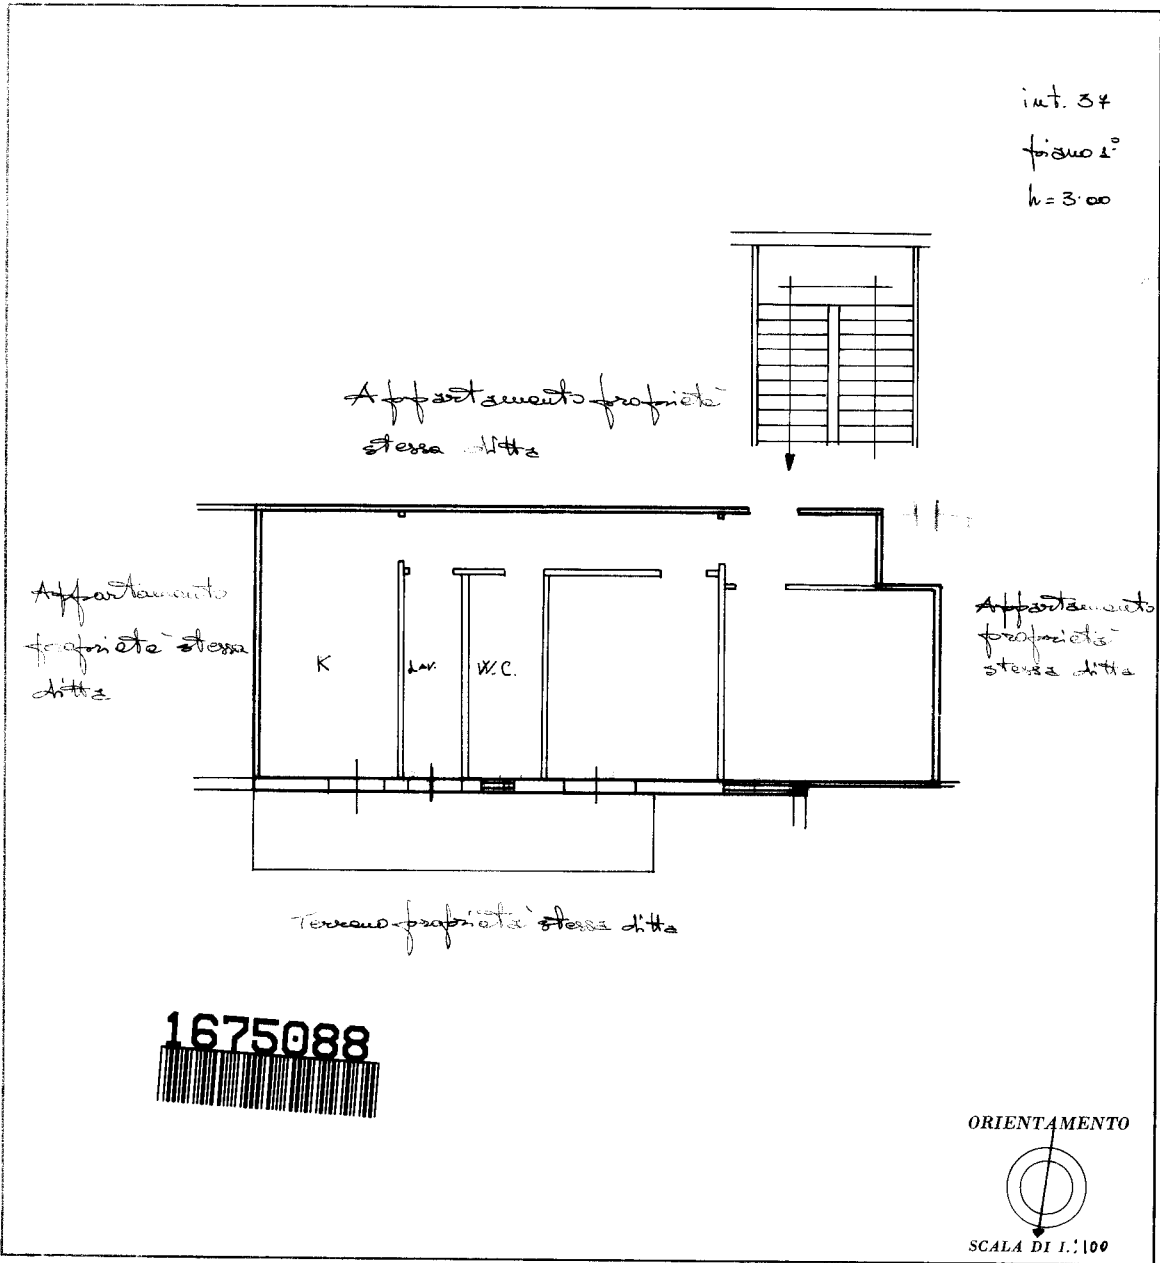 int. 37
piano 1º
h = 3.00
Appartamento proprietà
stessa ditta
Appartamento
proprietà stessa
ditta
K
Lav.
W.C.
Appartamento
proprietà
stessa ditta
Terreno proprietà stessa ditta
1675088
ORIENTAMENTO
SCALA DI 1:100